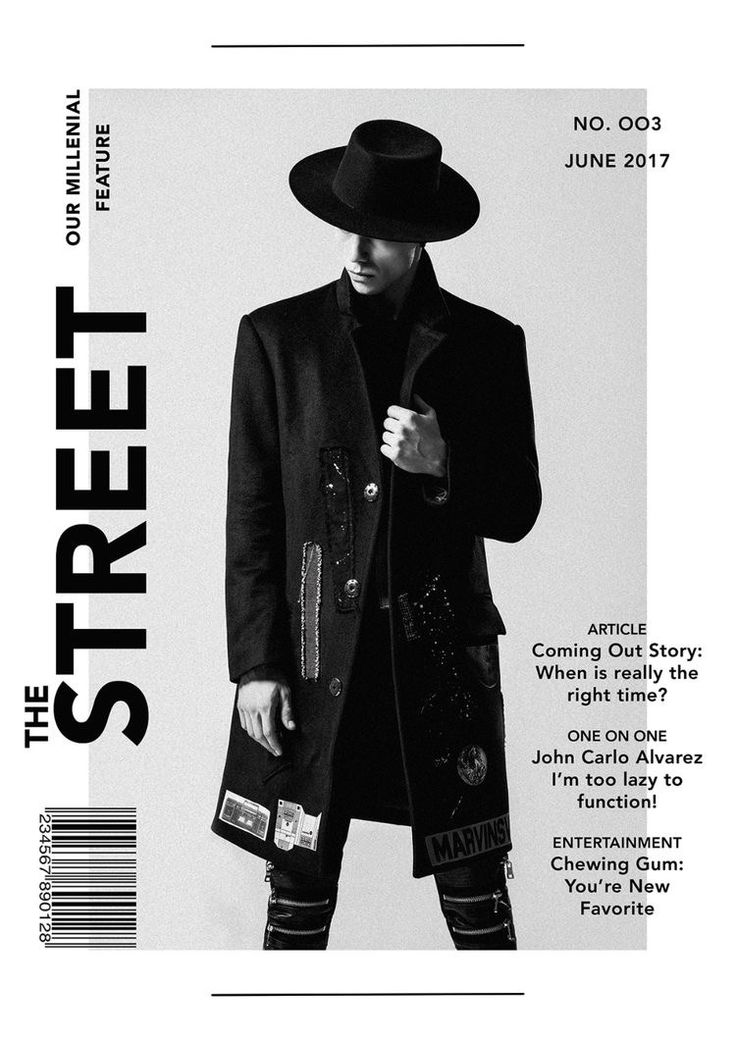 OUR MILLENIAL
FEATURE
NO. OO3
JUNE 2017
THE
STREET
ARTICLE
Coming Out Story:
When is really the
right time?
ONE ON ONE
John Carlo Alvarez
I'm too lazy to
function!
ENTERTAINMENT
Chewing Gum:
You're New
Favorite
MARVINS
234567890128